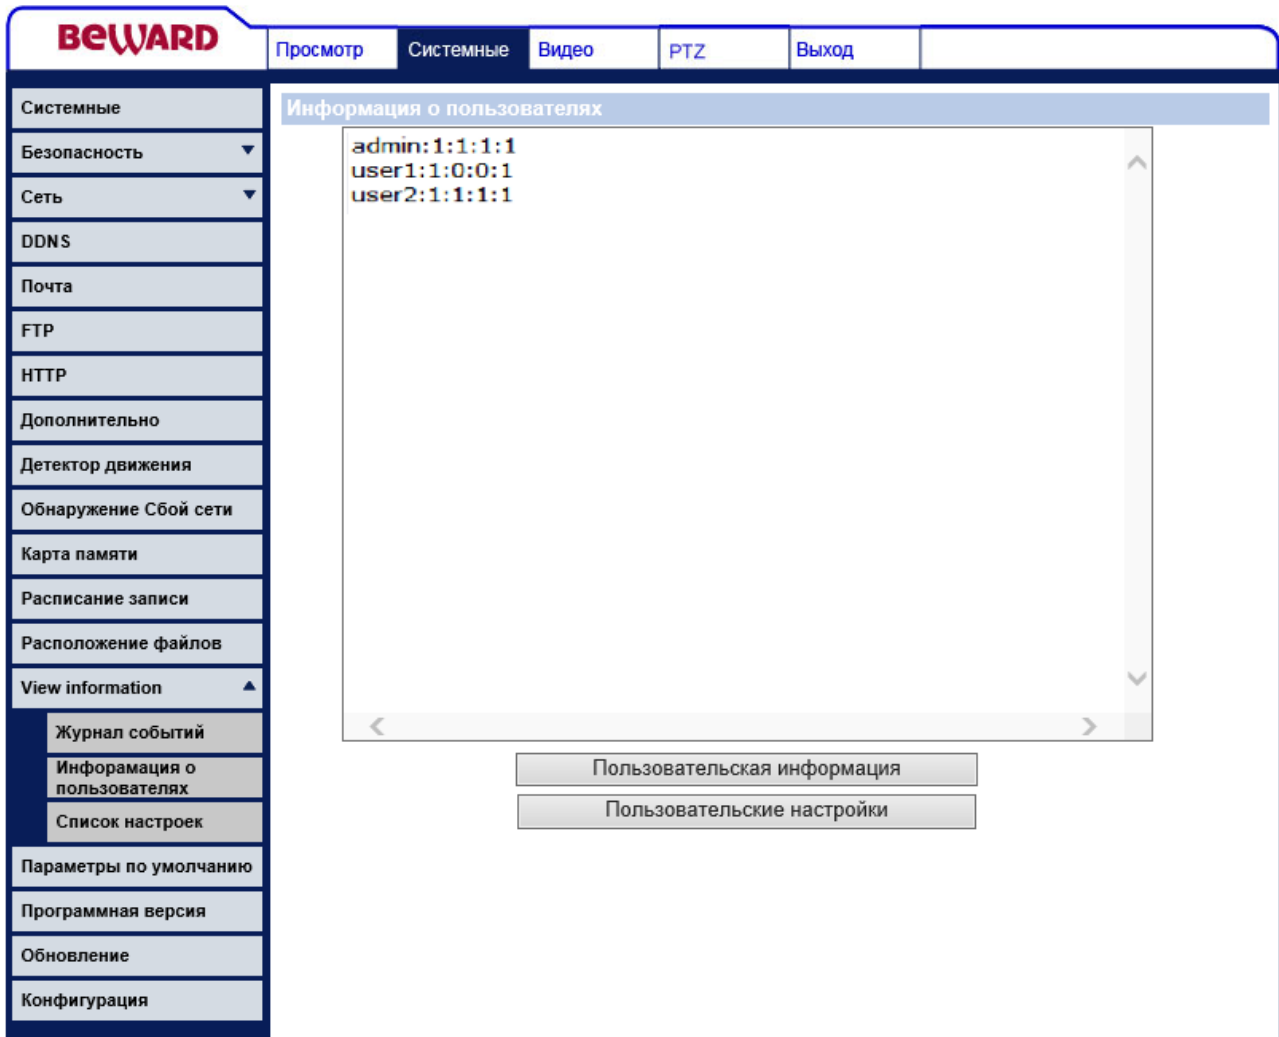 BEWARD
Просмотр Системные Видео PTZ Выход
Системные
Безопасность
Сеть
DDNS
Почта
FTP
HTTP
Дополнительно
Детектор движения
Обнаружение Сбой сети
Карта памяти
Расписание записи
Расположение файлов
View information
Журнал событий
Инфорамация о
пользователях
Список настроек
Параметры по умолчанию
Программная версия
Обновление
Конфигурация
Информация о пользователях
admin:1:1:1:1
user1:1:0:0:1
user2:1:1:1:1
Пользовательская информация
Пользовательские настройки